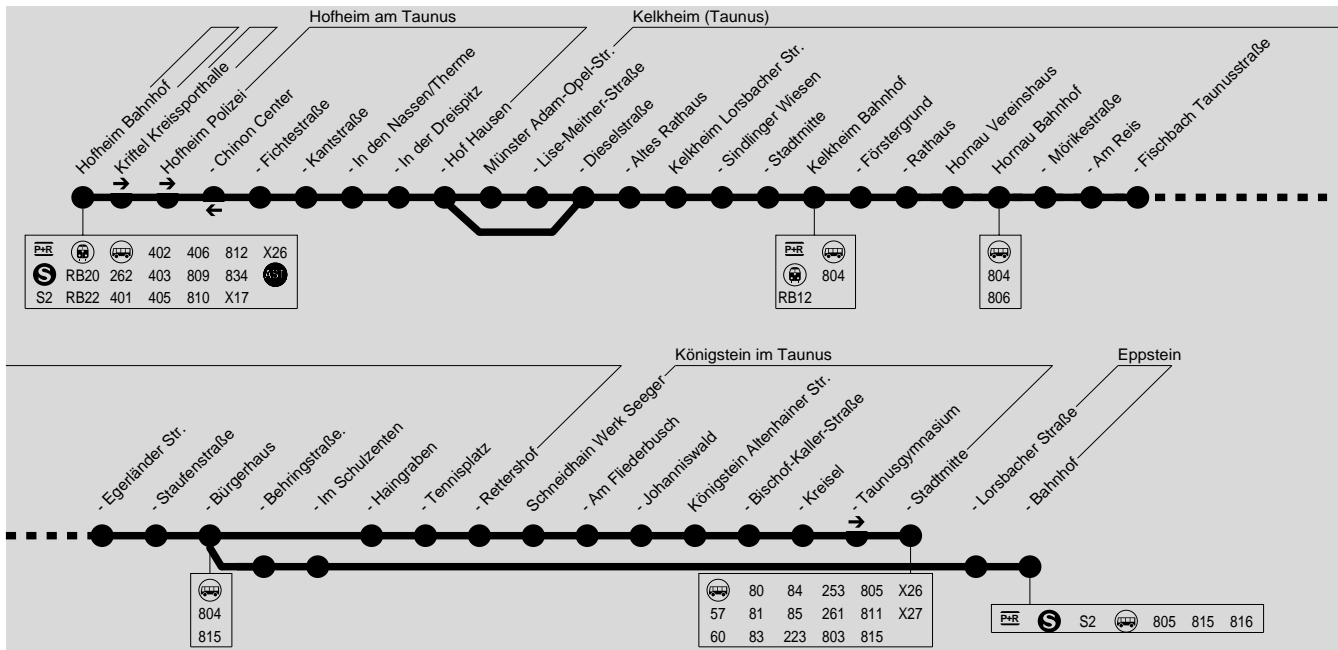 Hofheim am Taunus
Kelkheim (Taunus)
Hofheim Bahnhof
Kriftel Kreissporthalle
Hofheim Polizei
- Chinon Center
- Fichtestraße
- Kantstraße
- In den Nassen/Therme
- In der Dreispitz
- Hof Hausen
Münster Adam-Opel-Str.
- Lise-Meitner-Straße
- Dieselstraße
- Altes Rathaus
Kelkheim Lorsbacher Str.
- Sindlinger Wiesen
- Stadtmitte
- Kelkheim Bahnhof
- Förstergrund
- Rathaus
Hornau Vereinshaus
Hornau Bahnhof
- Mörikestraße
- Am Reis
- Fischbach Taunusstraße
P+R 402 406 812 X26
S RB20 262 403 809 834 AST
S2 RB22 401 405 810 X17
P+R
804
RB12
804
806
Königstein im Taunus
Eppstein
- Egerländer Str.
- Staufenstraße
- Bürgerhaus
- Behringstraße.
- Im Schulzenten
- Haingraben
- Tennisplatz
- Rettershof
Schneidhain Werk Seeger
- Am Fliederbusch
- Johanniswald
Königstein Altenhainer Str.
- Bischof-Kaller-Straße
- Kreisel
- Taunusgymnasium
- Stadtmitte
- Lorsbacher Straße
- Bahnhof
804
815
80 84 253 805 X26
57 81 85 261 811 X27
60 83 223 803 815
P+R S S2 805 815 816